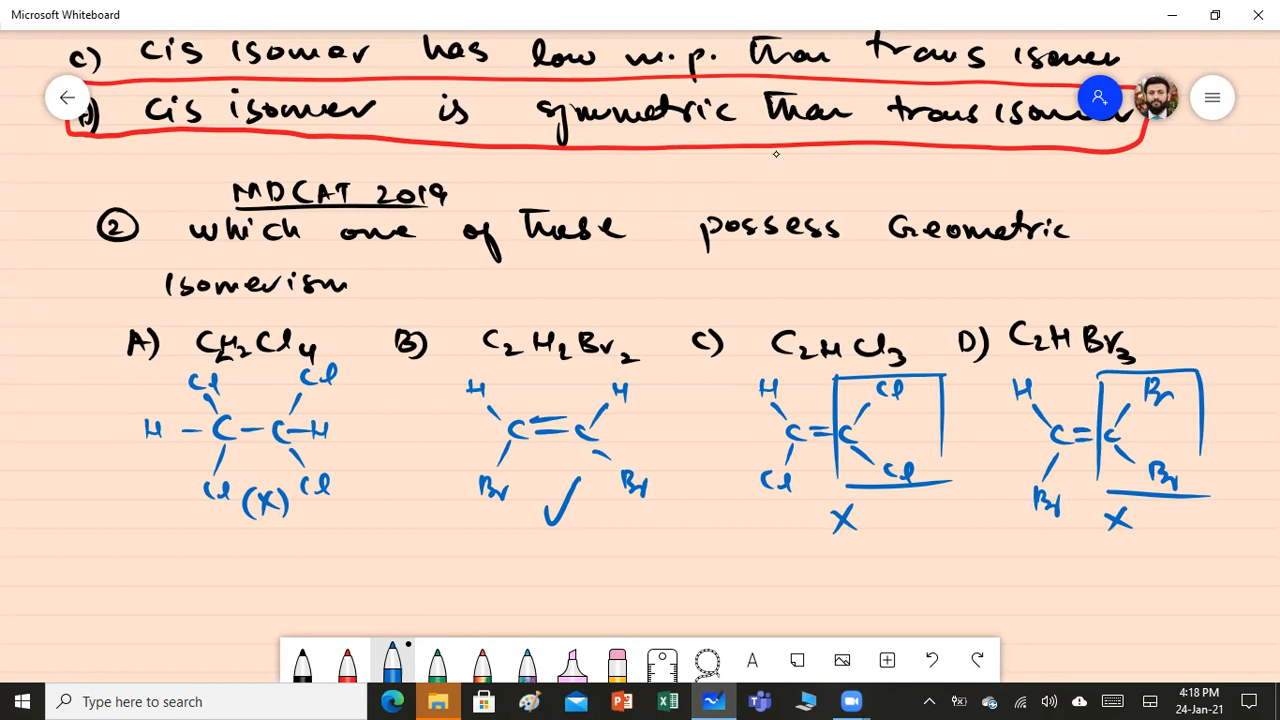 Microsoft Whiteboard
c) cis isomer has low m.p. than trans isomer
D) cis isomer is symmetric than trans isomer
MDCAT 2019
② which one of these possess Geometric
Isomerism
A) C2H2Cl4 B) C2H2Br2 C) C2HCl3 D) C2HBr3
Cl Cl H H H Cl H Br
H - C - C - H C = C C = C C = C
Cl Cl Br Br Cl Cl Br Br
(X) ✓ X X
A
Type here to search
4:18 PM
24-Jan-21